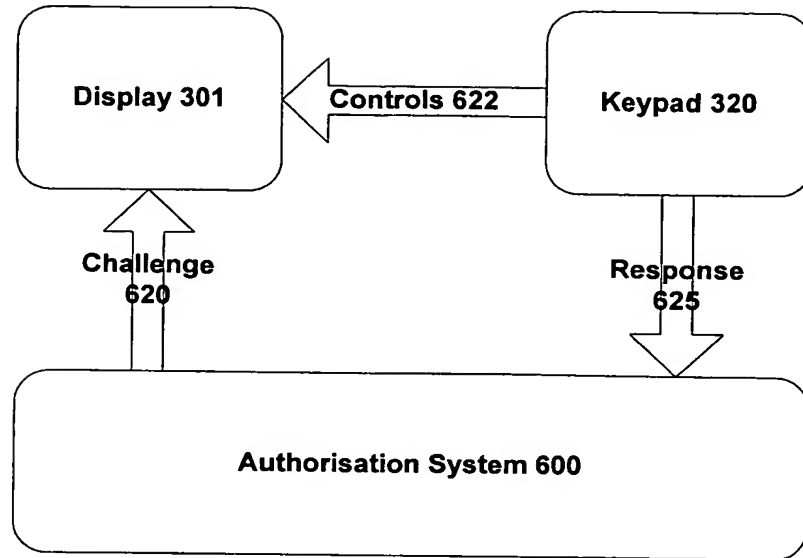 Display 301
Controls 622
Keypad 320
Challenge
620
Response
625
Authorisation System 600